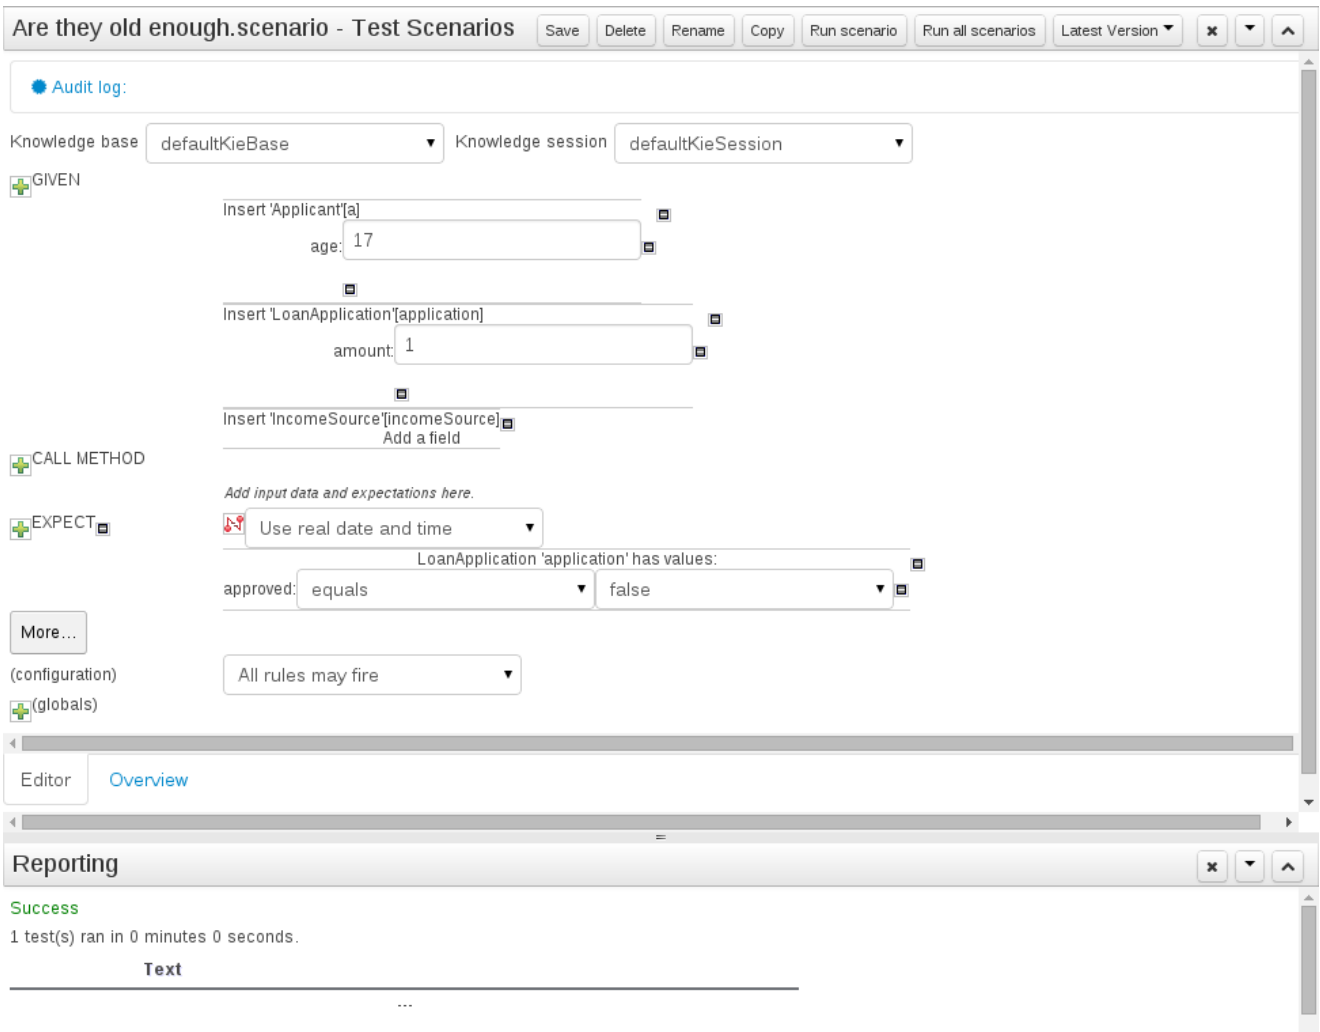 Are they old enough.scenario - Test Scenarios Save Delete Rename Copy Run scenario Run all scenarios Latest Version
Audit log:
Knowledge base defaultKieBase Knowledge session defaultKieSession
GIVEN
Insert 'Applicant'[a]
age: 17
Insert 'LoanApplication'[application]
amount: 1
Insert 'IncomeSource'[incomeSource]
Add a field
CALL METHOD
Add input data and expectations here.
EXPECT Use real date and time
LoanApplication 'application' has values:
approved: equals false
More...
(configuration) All rules may fire
(globals)
Editor Overview
Reporting
Success
1 test(s) ran in 0 minutes 0 seconds.
Text
...